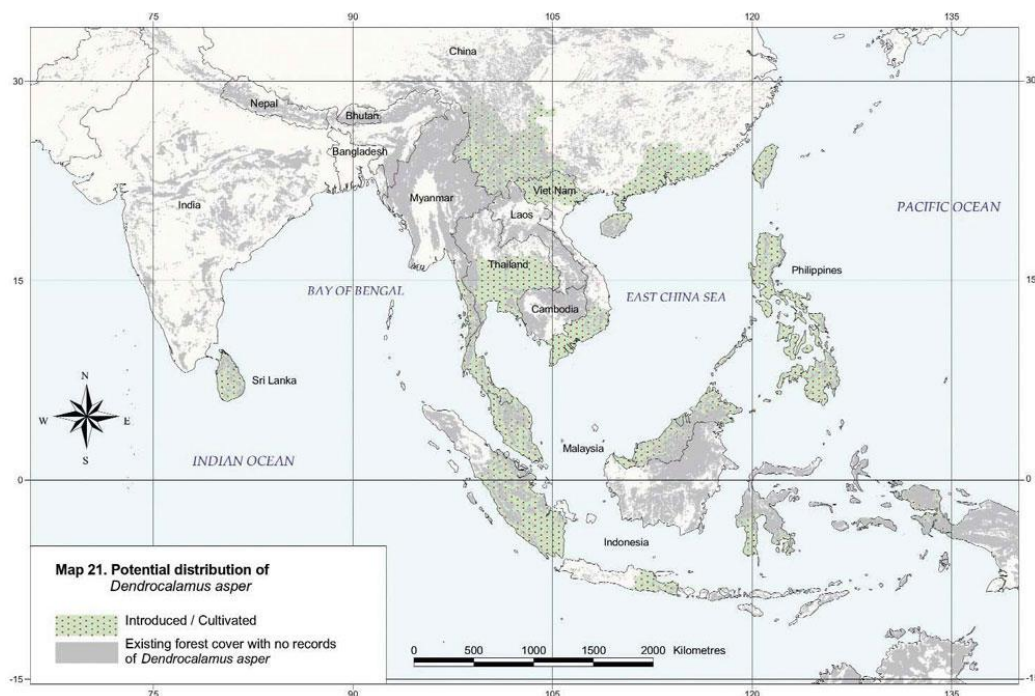 75
90
105
120
135
China
30
30
Nepal
Bhutan
Bangladesh
Viet Nam
Myanmar
India
Laos
PACIFIC OCEAN
Thailand
Philippines
15
15
BAY OF BENGAL
EAST CHINA SEA
Cambodia
Sri Lanka
N
W
E
S
Malaysia
INDIAN OCEAN
0
0
Indonesia
Map 21. Potential distribution of
Dendrocalamus asper
Introduced / Cultivated
Existing forest cover with no records
of Dendrocalamus asper
0 500 1000 1500 2000 Kilometres
-15
-15
75
90
105
120
135